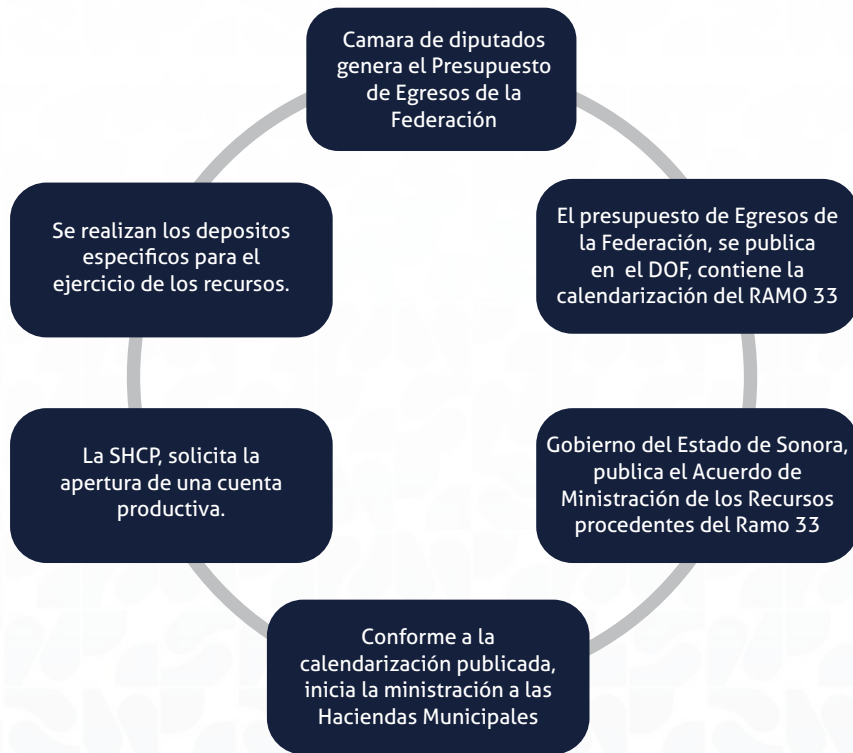 Camara de diputados
genera el Presupuesto
de Egresos de la
Federación
El presupuesto de Egresos de
la Federación, se publica
en el DOF, contiene la
calendarización del RAMO 33
Gobierno del Estado de Sonora,
publica el Acuerdo de
Ministración de los Recursos
procedentes del Ramo 33
Conforme a la
calendarización publicada,
inicia la ministración a las
Haciendas Municipales
La SHCP, solicita la
apertura de una cuenta
productiva.
Se realizan los depositos
especificos para el
ejercicio de los recursos.